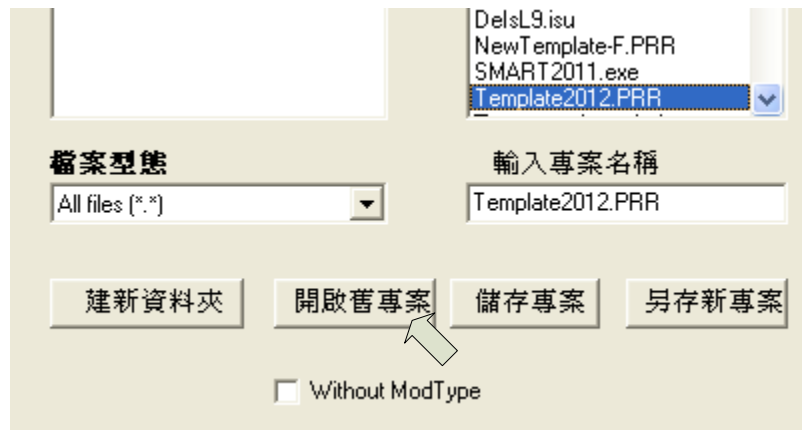 DeIsL9.isu
NewTemplate-F.PRR
SMART2011.exe
Template2012.PRR
檔案型態
輸入專案名稱
All files (*.*)
Template2012.PRR
建新資料夾
開啟舊專案
儲存專案
另存新專案
Without ModType